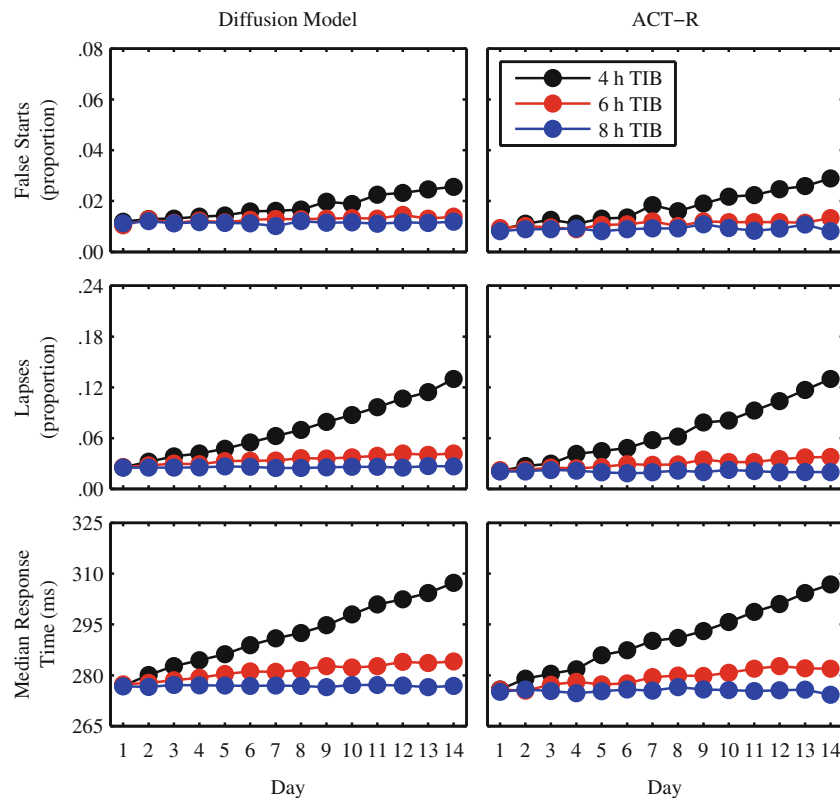 Diffusion Model
ACT−R
False Starts
(proportion)
.08
.06
.04
.02
.00
4 h TIB
6 h TIB
8 h TIB
Lapses
(proportion)
.24
.18
.12
.06
.00
Median Response
Time (ms)
325
310
295
280
265
1 2 3 4 5 6 7 8 9 10 11 12 13 14
1 2 3 4 5 6 7 8 9 10 11 12 13 14
Day
Day